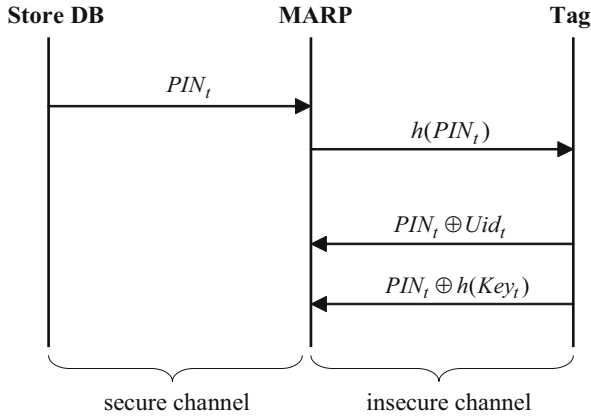 Store DB MARP Tag
PIN_t
h(PIN_t)
PIN_t ⊕ Uid_t
PIN_t ⊕ h(Key_t)
secure channel insecure channel